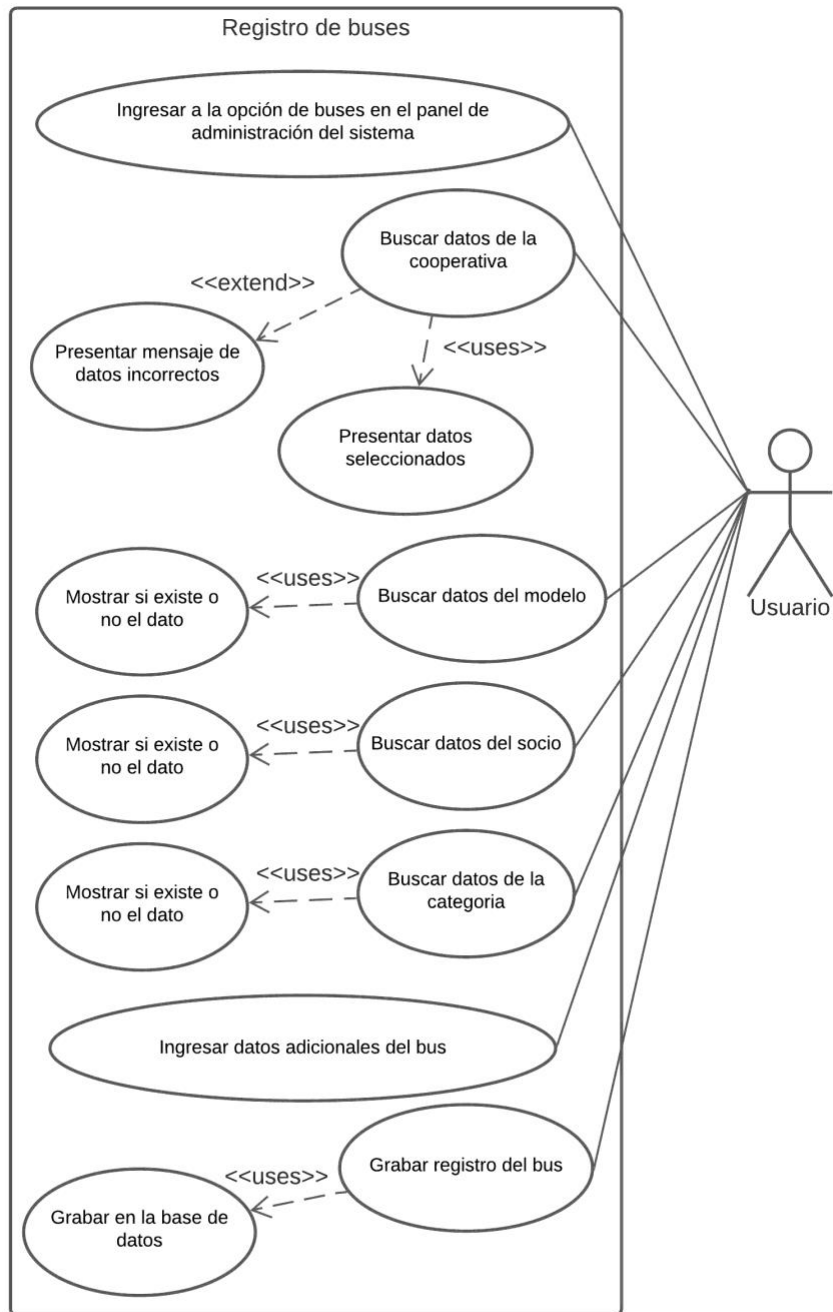 Registro de buses
Ingresar a la opción de buses en el panel de
administración del sistema
Buscar datos de la
cooperativa
<<extend>>
Presentar mensaje de
datos incorrectos
<<uses>>
Presentar datos
seleccionados
<<uses>>
Mostrar si existe o
no el dato
Buscar datos del modelo
Usuario
<<uses>>
Mostrar si existe o
no el dato
Buscar datos del socio
<<uses>>
Mostrar si existe o
no el dato
Buscar datos de la
categoria
Ingresar datos adicionales del bus
Grabar registro del bus
<<uses>>
Grabar en la base de
datos